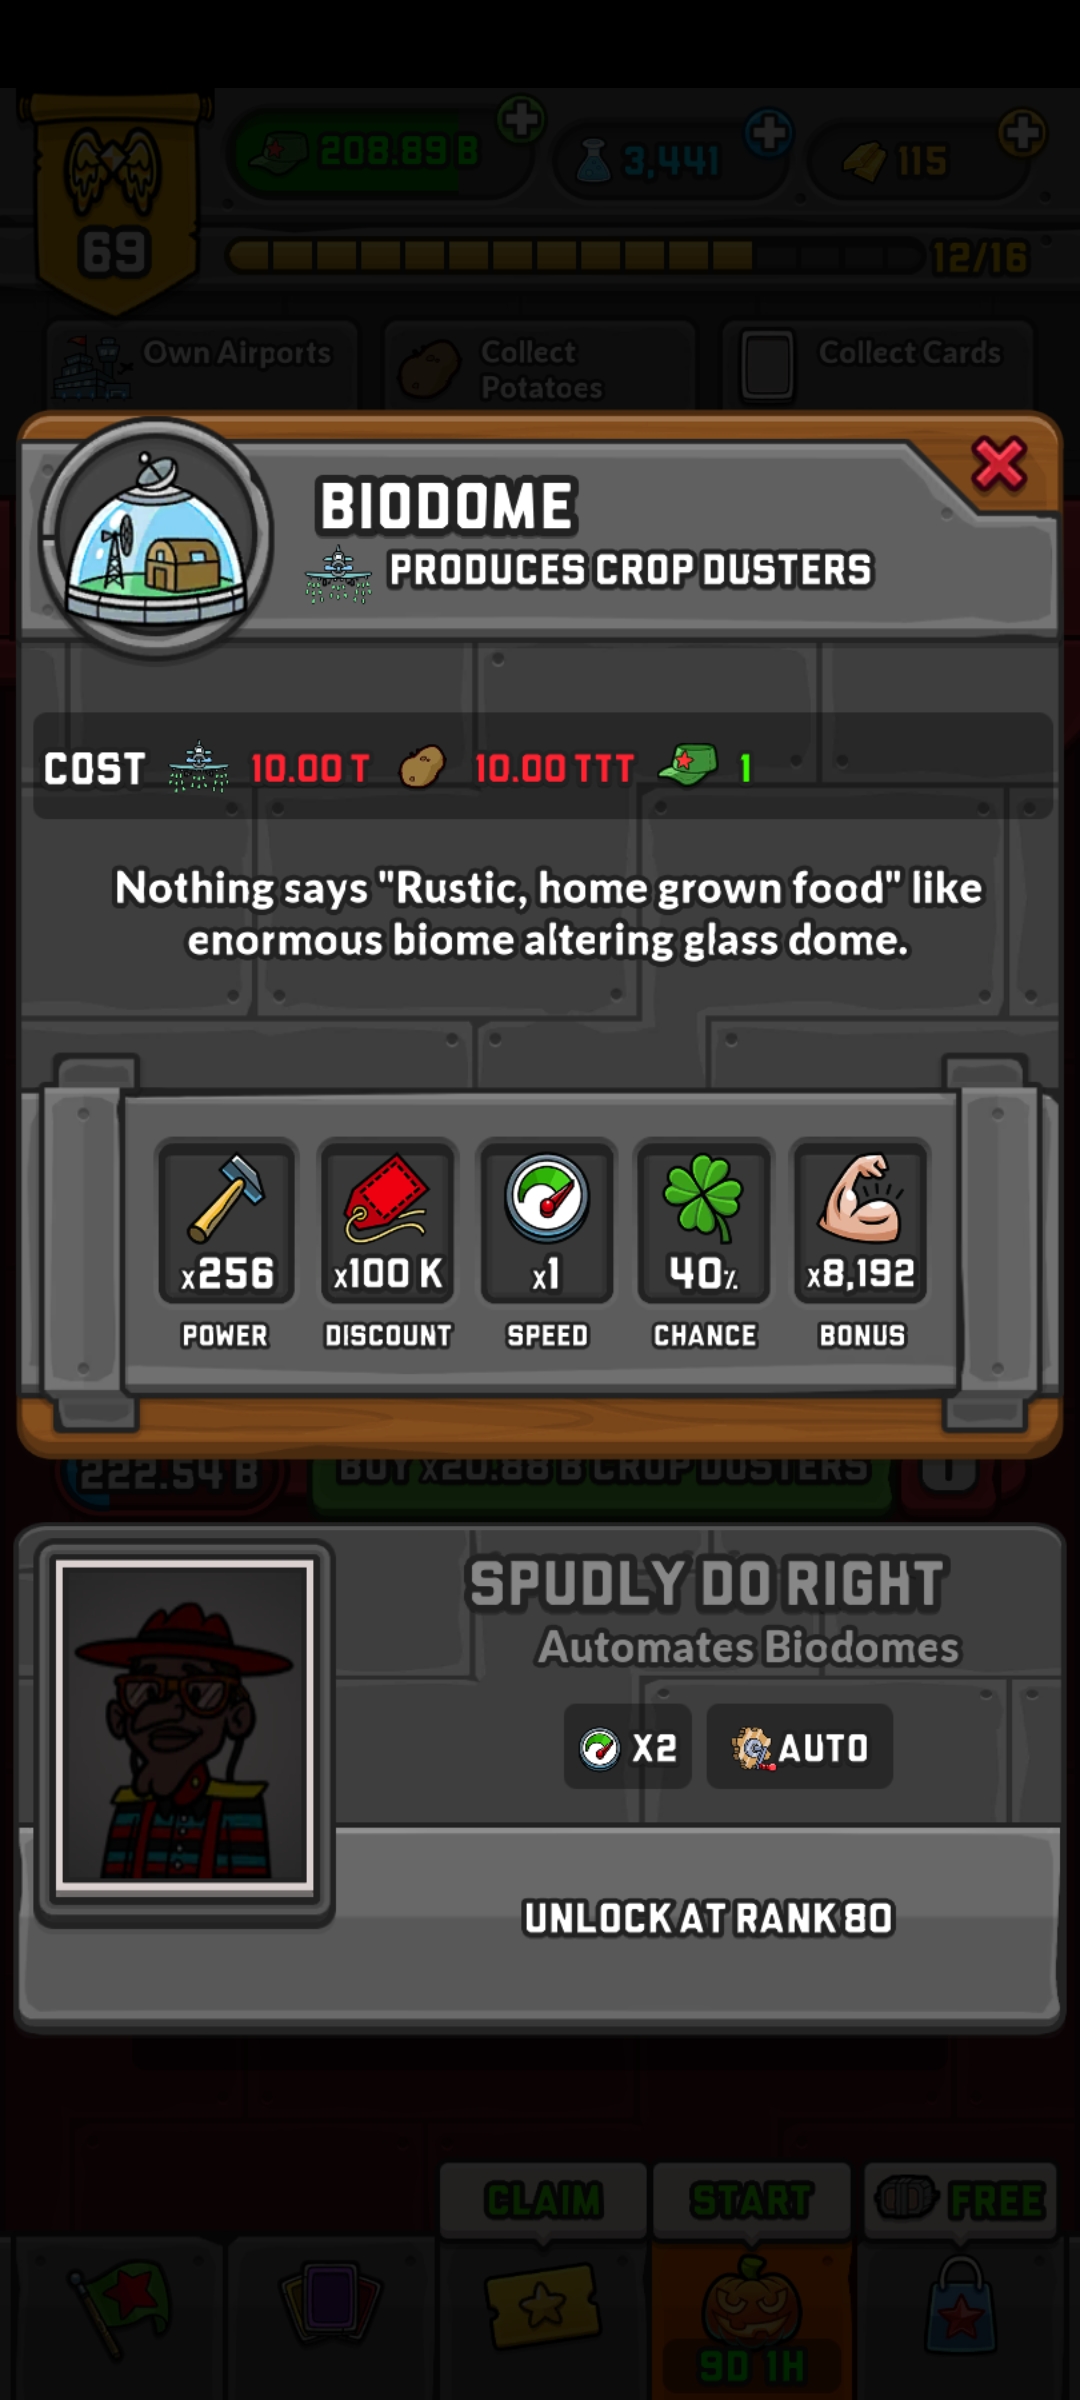 208.89 B
3,441
115
69
12/16
Own Airports
Collect
Potatoes
Collect Cards
BIODOME
PRODUCES CROP DUSTERS
COST 10.00 T 10.00 TTT 1
Nothing says "Rustic, home grown food" like
enormous biome altering glass dome.
x256
x100 K
x1
40%
x8,192
POWER
DISCOUNT
SPEED
CHANCE
BONUS
222.54 B
BUY x20.88 B CROP DUSTERS
SPUDLY DO RIGHT
Automates Biodomes
X2
AUTO
UNLOCK AT RANK 80
CLAIM
START
FREE
9D 1H